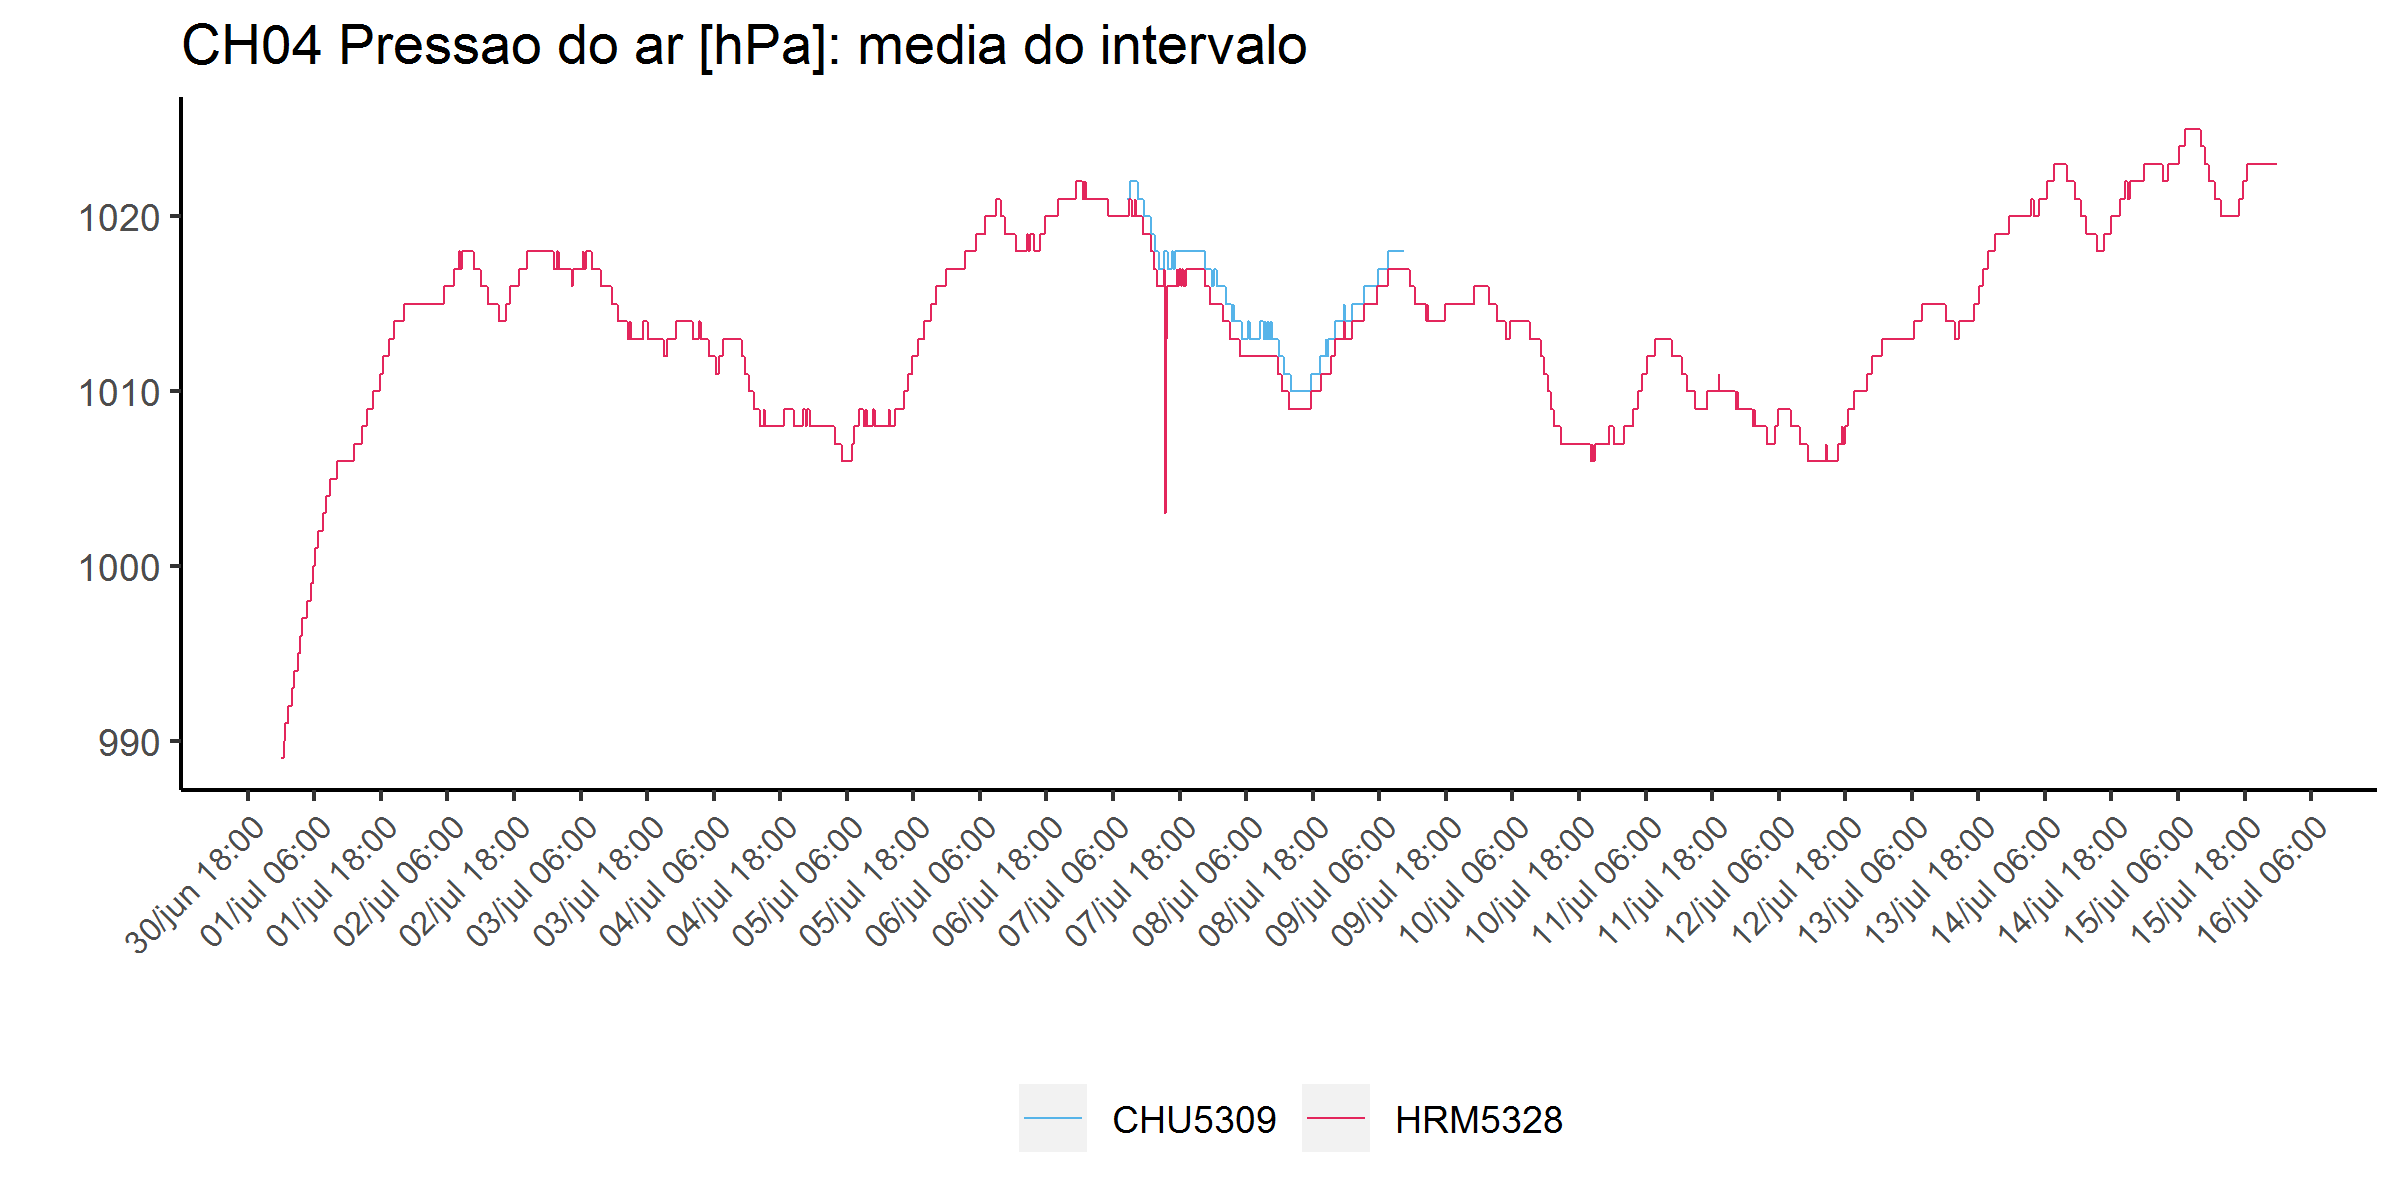 CH04 Pressao do ar [hPa]: media do intervalo
1020
1010
1000
990
30/jun 18:00
01/jul 06:00
01/jul 18:00
02/jul 06:00
02/jul 18:00
03/jul 06:00
03/jul 18:00
04/jul 06:00
04/jul 18:00
05/jul 06:00
05/jul 18:00
06/jul 06:00
06/jul 18:00
07/jul 06:00
07/jul 18:00
08/jul 06:00
08/jul 18:00
09/jul 06:00
09/jul 18:00
10/jul 06:00
10/jul 18:00
11/jul 06:00
11/jul 18:00
12/jul 06:00
12/jul 18:00
13/jul 06:00
13/jul 18:00
14/jul 06:00
14/jul 18:00
15/jul 06:00
15/jul 18:00
16/jul 06:00
CHU5309
HRM5328